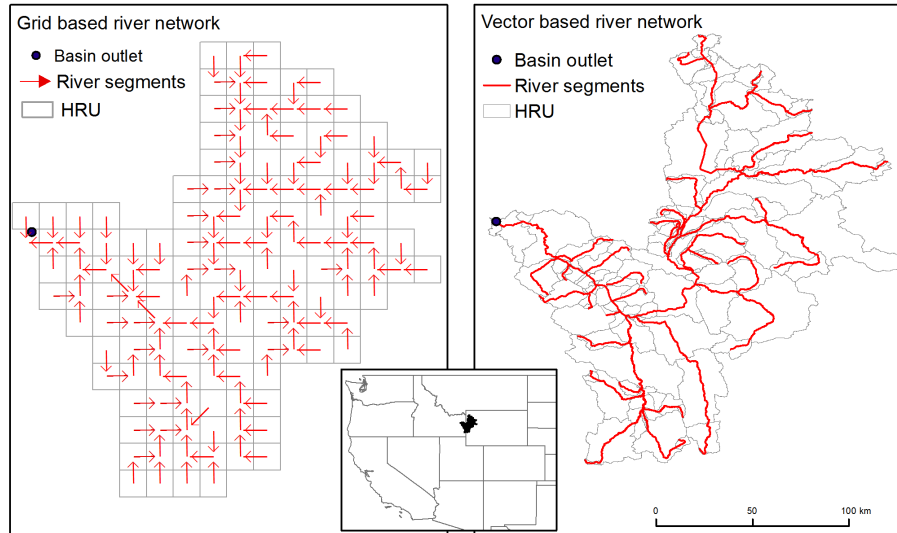 Grid based river network
Basin outlet
River segments
HRU
Vector based river network
Basin outlet
River segments
HRU
0 50 100 km